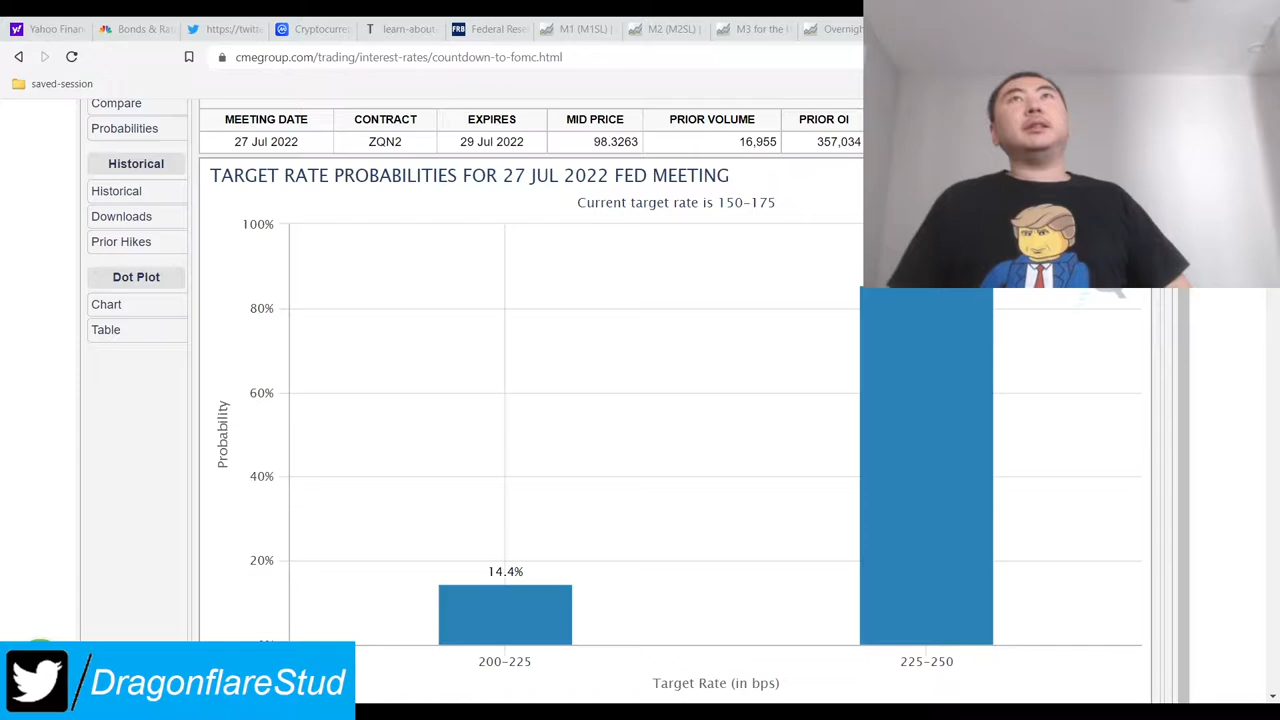 Yahoo Finan
Bonds & Ra
https://twitt
Cryptocurre
learn-about
Federal Rese
M1 (M1SL) |
M2 (M2SL) |
M3 for the U
Overnigh
cmegroup.com/trading/interest-rates/countdown-to-fomc.html
saved-session
Compare
Probabilities
Historical
Historical
Downloads
Prior Hikes
Dot Plot
Chart
Table
MEETING DATE CONTRACT EXPIRES MID PRICE PRIOR VOLUME PRIOR OI
27 Jul 2022 ZQN2 29 Jul 2022 98.3263 16,955 357,034
TARGET RATE PROBABILITIES FOR 27 JUL 2022 FED MEETING
Current target rate is 150-175
100%
80%
60%
40%
20%
Probability
14.4%
200-225 225-250
Target Rate (in bps)
DragonflareStud